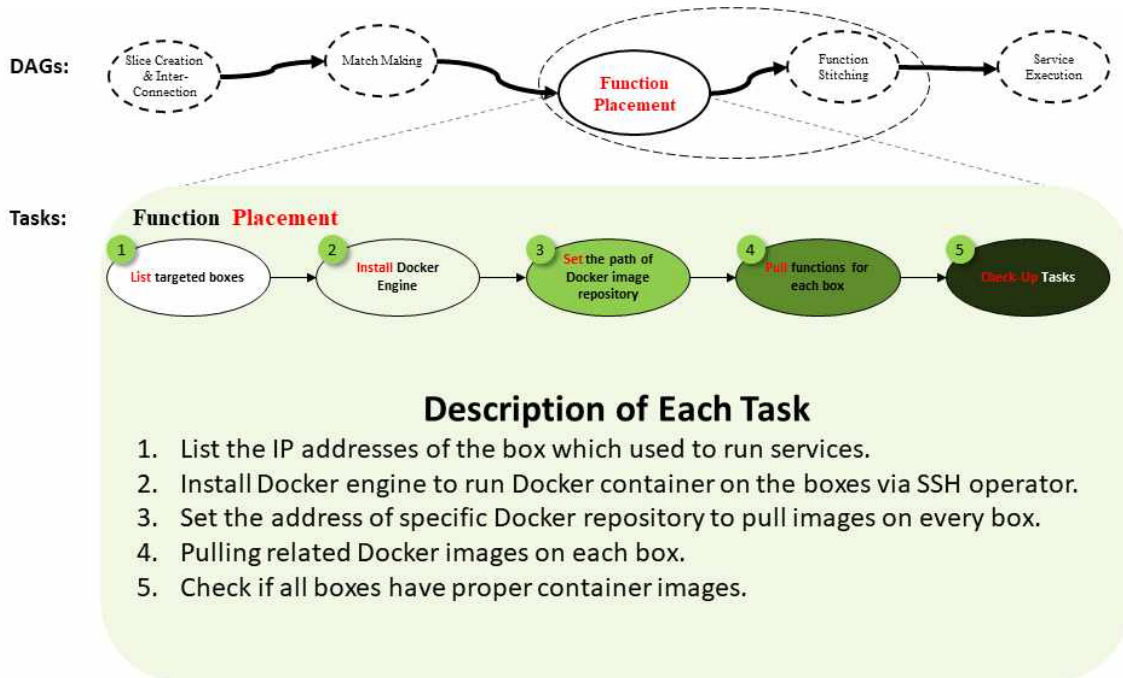 DAGs:
Slice Creation
& Inter-
Connection
Match Making
Function
Placement
Function
Stitching
Service
Execution
Tasks:
Function Placement
1
List targeted boxes
2
Install Docker
Engine
3
Set the path of
Docker image
repository
4
Pull functions for
each box
5
Check-Up Tasks
Description of Each Task
1. List the IP addresses of the box which used to run services.
2. Install Docker engine to run Docker container on the boxes via SSH operator.
3. Set the address of specific Docker repository to pull images on every box.
4. Pulling related Docker images on each box.
5. Check if all boxes have proper container images.